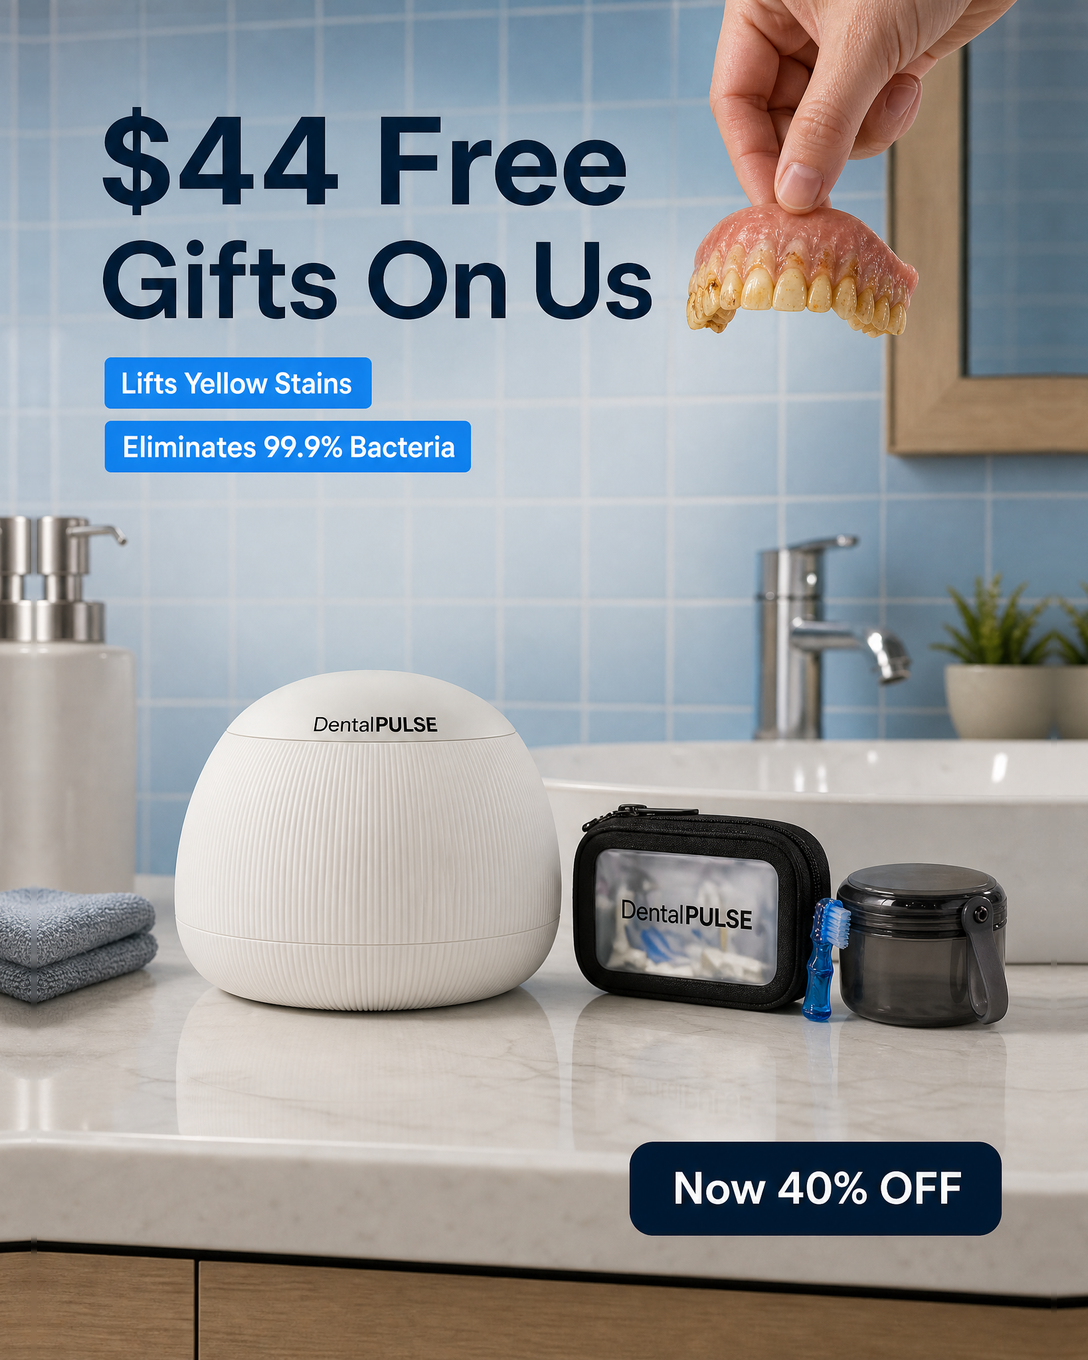 $44 Free
Gifts On Us
Lifts Yellow Stains
Eliminates 99.9% Bacteria
DentalPULSE
DentalPULSE
Now 40% OFF